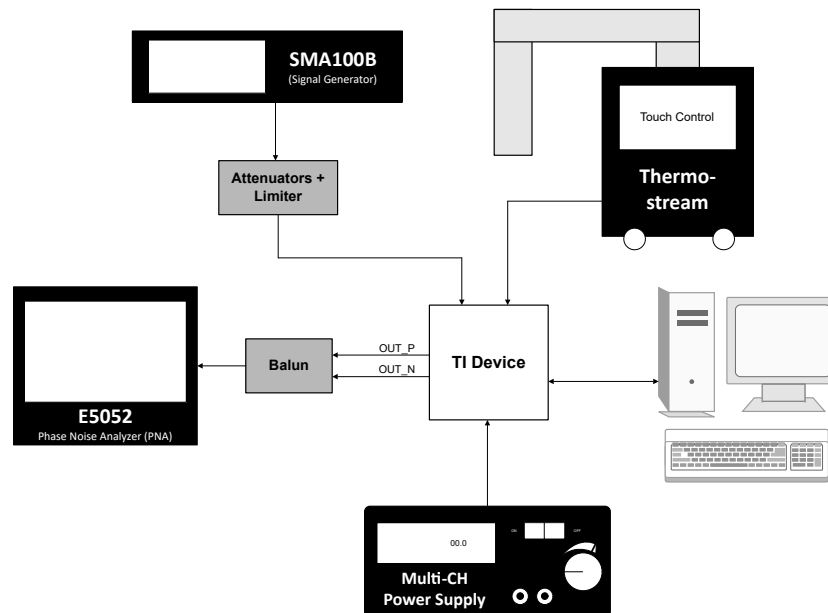 SMA100B
(Signal Generator)
Touch Control
Thermo-
stream
Attenuators +
Limiter
OUT_P
OUT_N
Balun
TI Device
E5052
Phase Noise Analyzer (PNA)
00.0
ON
OFF
Multi-CH
Power Supply